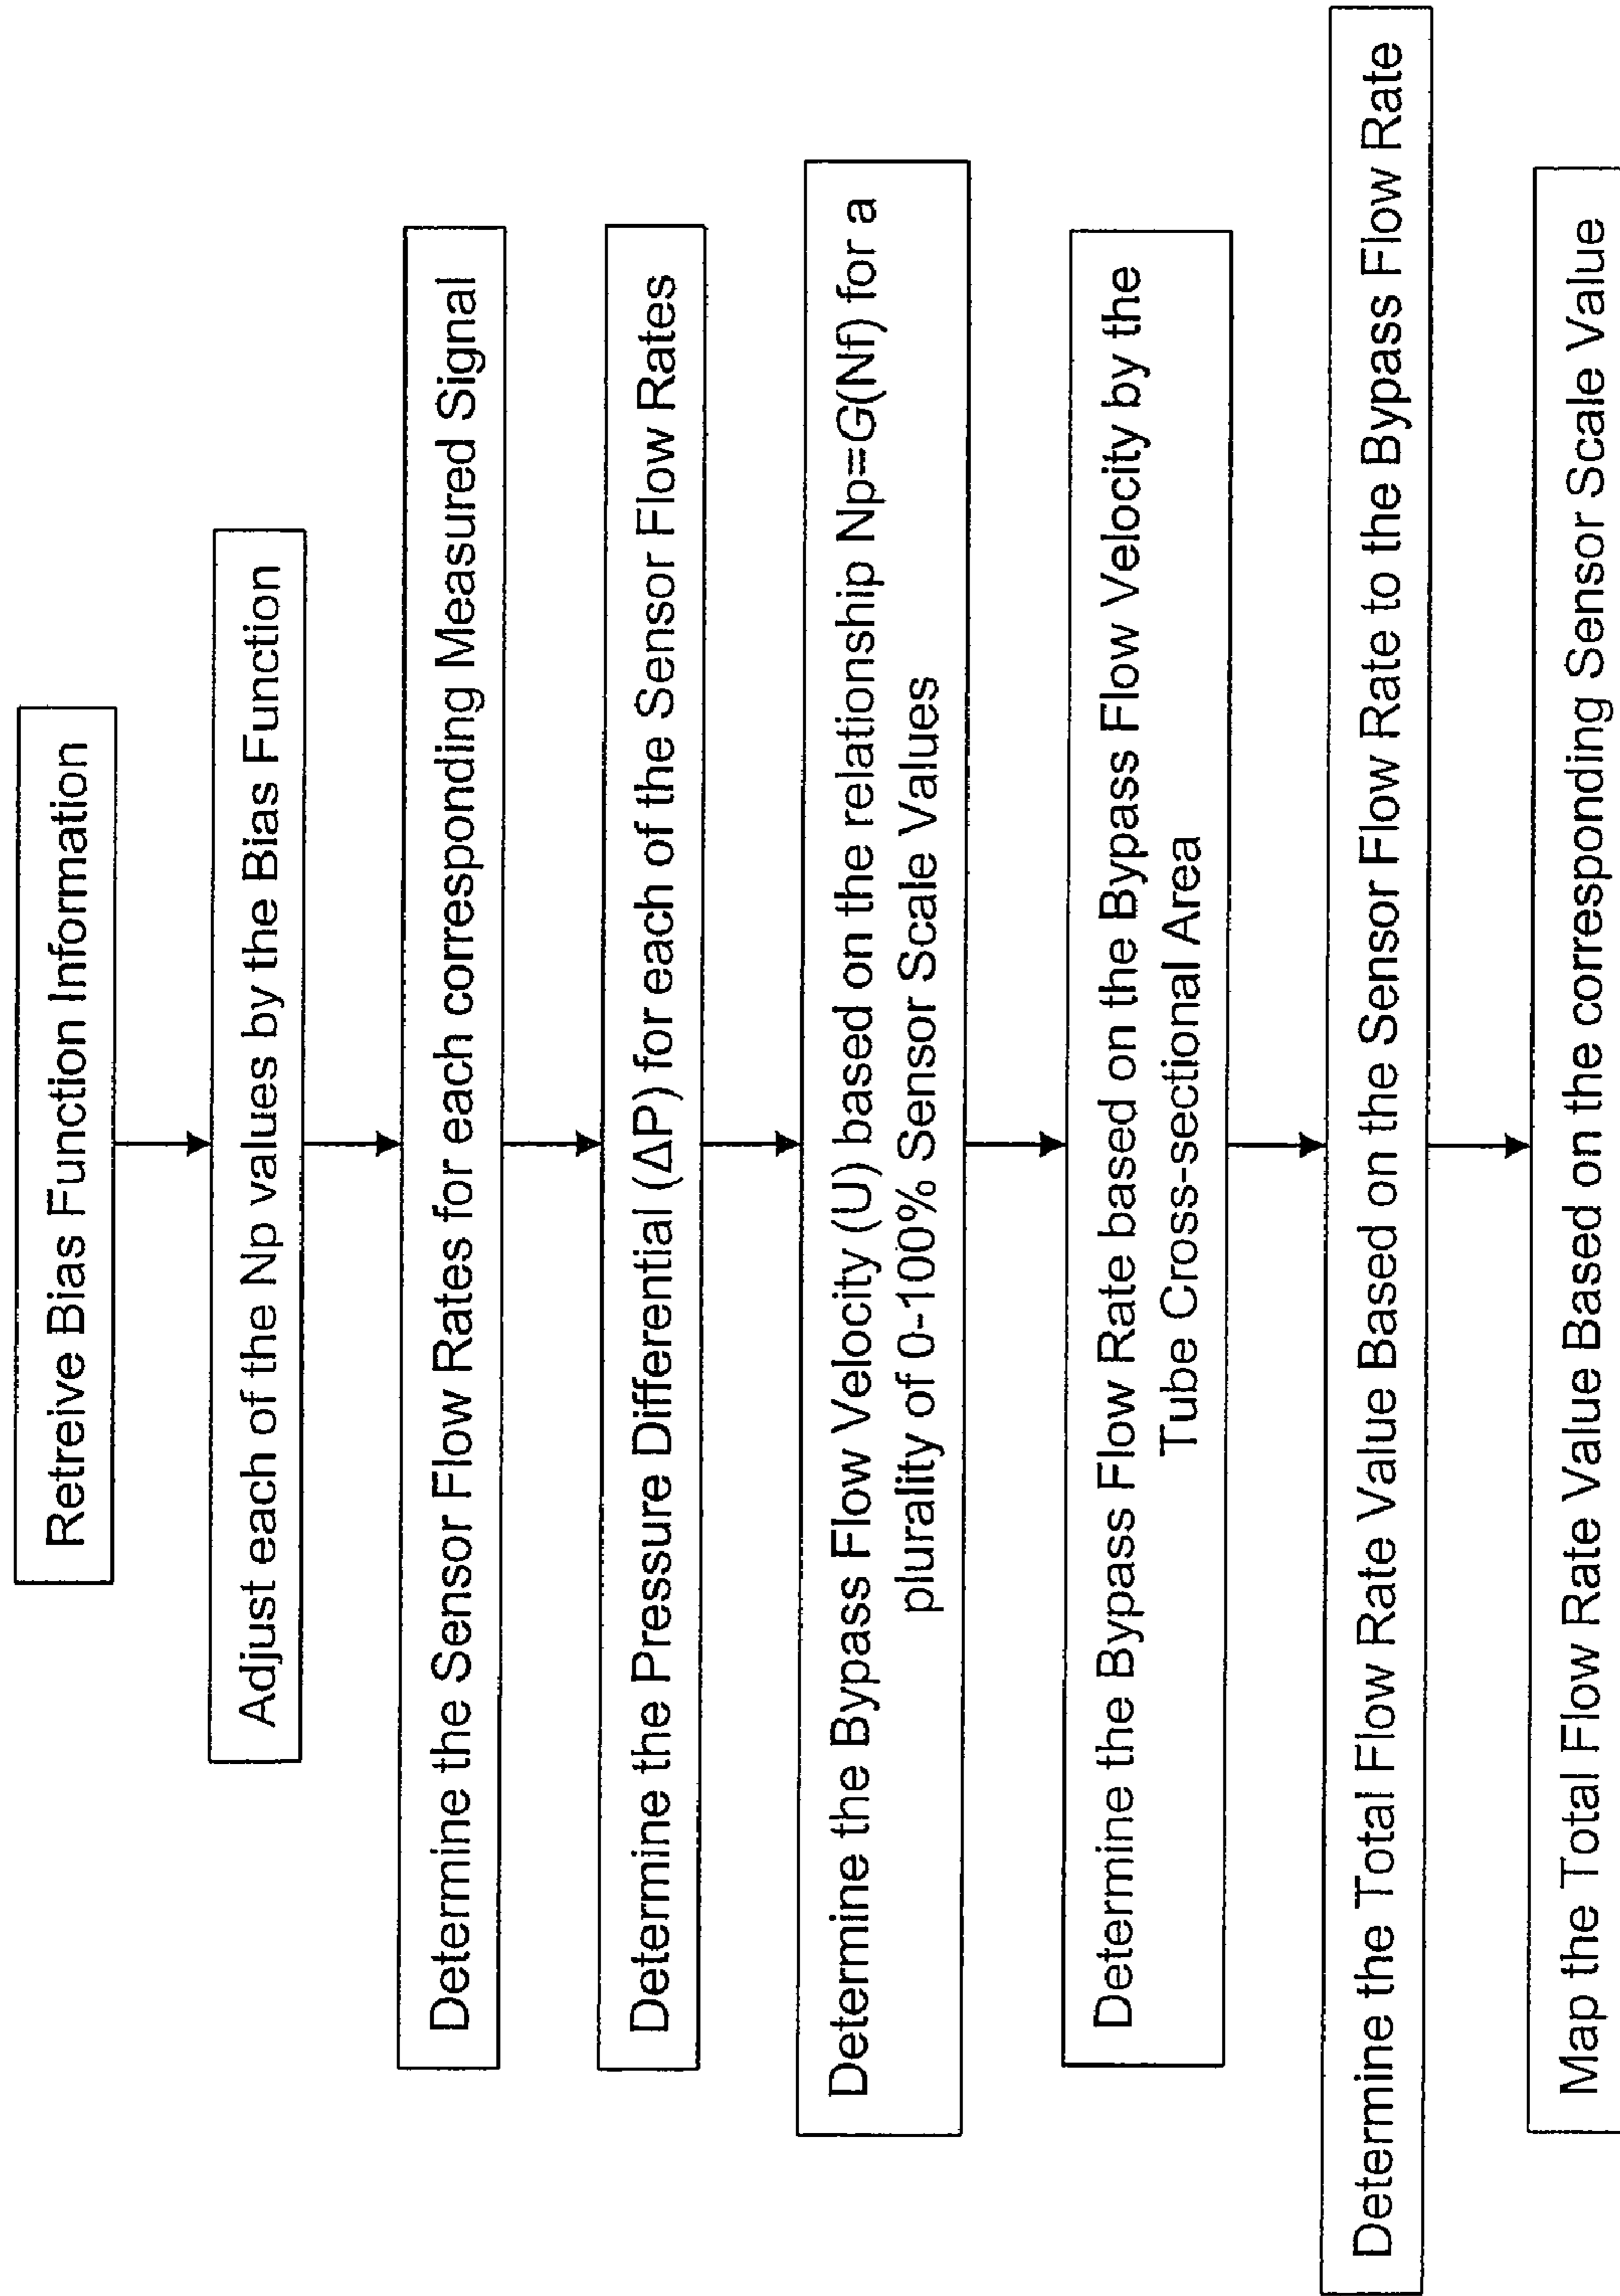 Retreive Bias Function Information
Adjust each of the Np values by the Bias Function
Determine the Sensor Flow Rates for each corresponding Measured Signal
Determine the Pressure Differential (ΔP) for each of the Sensor Flow Rates
Determine the Bypass Flow Velocity (U) based on the relationship Np=G(Nf) for a
plurality of 0-100% Sensor Scale Values
Determine the Bypass Flow Rate based on the Bypass Flow Velocity by the
Tube Cross-sectional Area
Determine the Total Flow Rate Value Based on the Sensor Flow Rate to the Bypass Flow Rate
Map the Total Flow Rate Value Based on the corresponding Sensor Scale Value